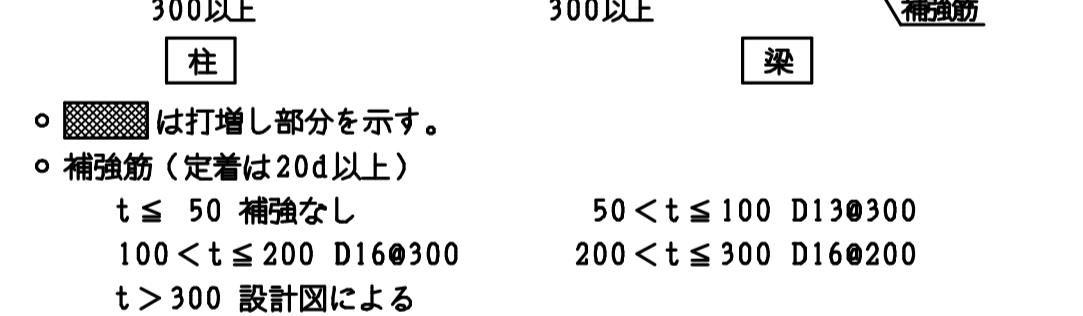 300以上 300以上 補強筋
柱 梁
は打増し部分を示す。
補強筋(定着は20d以上)
t≦ 50 補強なし 50<t≦100 D13@300
100<t≦200 D16@300 200<t≦300 D16@200
t>300 設計図による